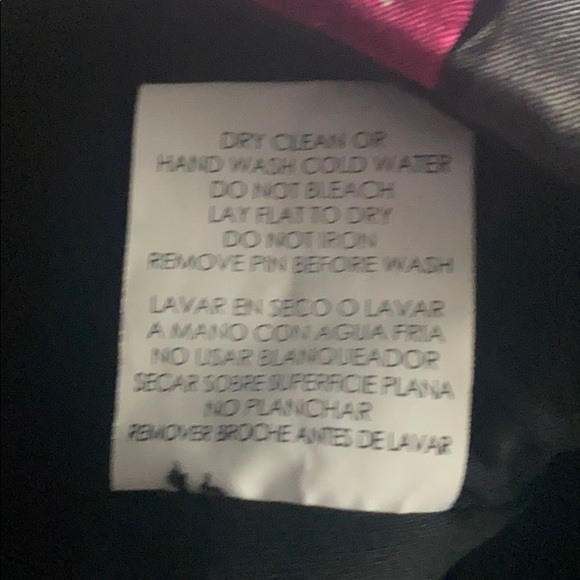 DRY CLEAN OR
HAND WASH COLD WATER
DO NOT BLEACH
LAY FLAT TO DRY
DO NOT IRON
REMOVE PIN BEFORE WASH
LAVAR EN SECO O LAVAR
A MANO CON AGUA FRIA
NO USAR BLANQUEADOR
SECAR SOBRE SUPERFICIE PLANA
NO PLANCHAR
REMOVER BROCHE ANTES DE LAVAR